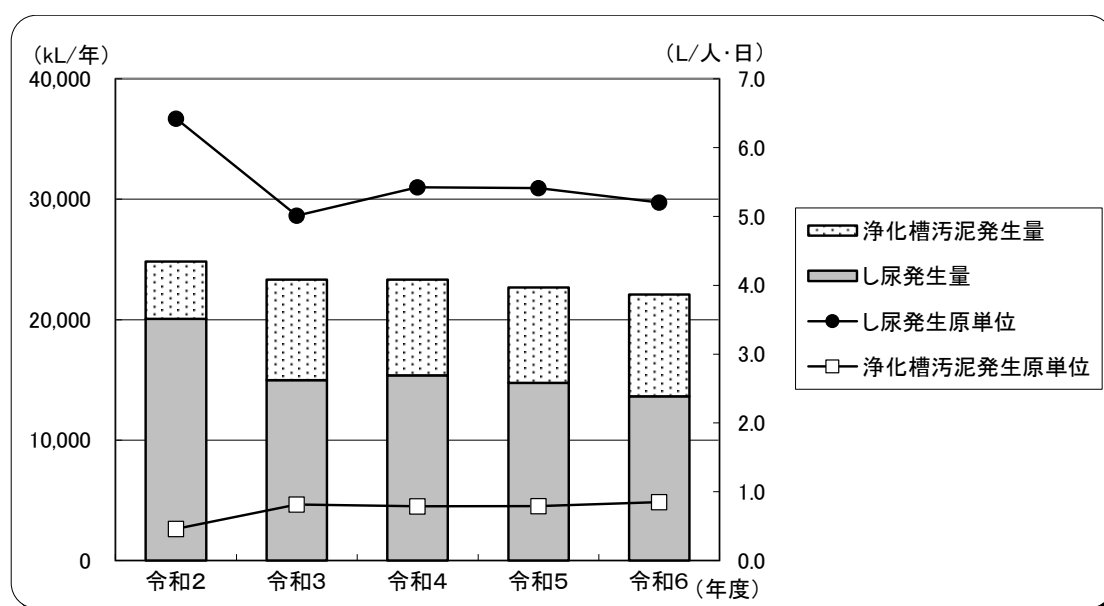 (kL/年)
(L/人・日)
40,000
30,000
20,000
10,000
0
7.0
6.0
5.0
4.0
3.0
2.0
1.0
0.0
令和2
令和3
令和4
令和5
令和6
(年度)
浄化槽汚泥発生量
し尿発生量
し尿発生原単位
浄化槽汚泥発生原単位